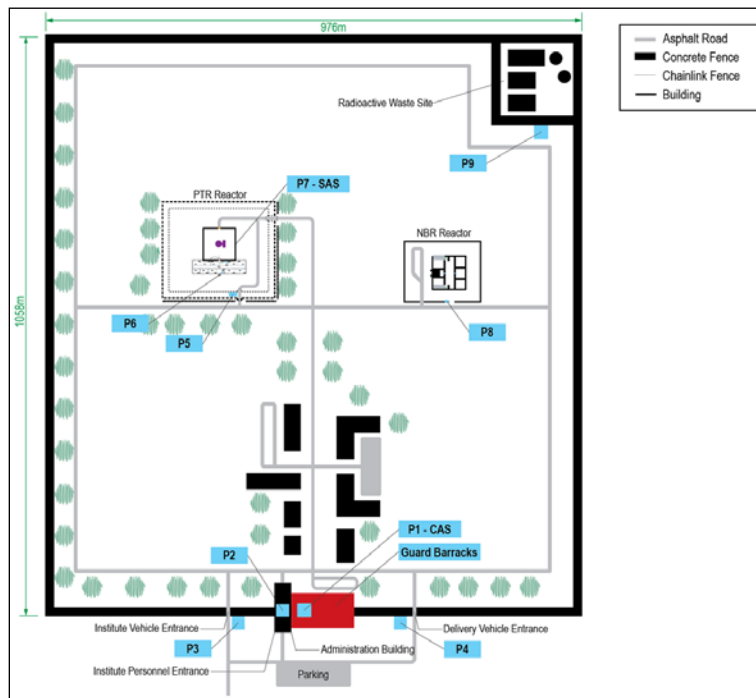 976m
Asphalt Road
Concrete Fence
Chainlink Fence
Building
Radioactive Waste Site
P9
P7 - SAS
PTR Reactor
NBR Reactor
1058m
P6
P5
P8
P1 - CAS
P2
Guard Barracks
Institute Vehicle Entrance
Delivery Vehicle Entrance
P3
Administration Building
P4
Institute Personnel Entrance
Parking